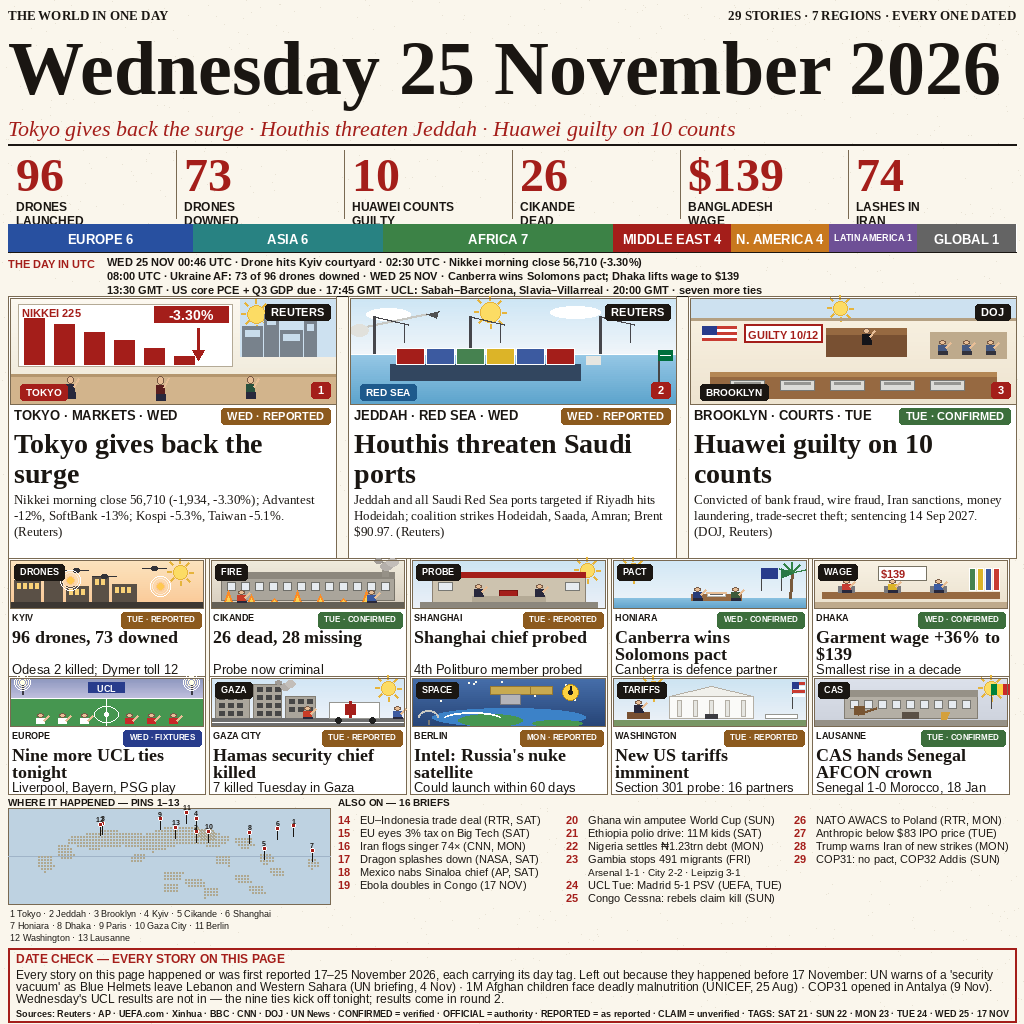 THE WORLD IN ONE DAY
29 STORIES · 7 REGIONS · EVERY ONE DATED
Wednesday 25 November 2026
Tokyo gives back the surge · Houthis threaten Jeddah · Huawei guilty on 10 counts
96
DRONES
LAUNCHED
73
DRONES
DOWNED
10
HUAWEI COUNTS
GUILTY
26
CIKANDE
DEAD
$139
BANGLADESH
WAGE
74
LASHES IN
IRAN
EUROPE 6
ASIA 6
AFRICA 7
MIDDLE EAST 4
N. AMERICA 4
LATIN AMERICA 1
GLOBAL 1
THE DAY IN UTC
WED 25 NOV 00:46 UTC · Drone hits Kyiv courtyard · 02:30 UTC · Nikkei morning close 56,710 (-3.30%)
08:00 UTC · Ukraine AF: 73 of 96 drones downed · WED 25 NOV · Canberra wins Solomons pact; Dhaka lifts wage to $139
13:30 GMT · US core PCE + Q3 GDP due · 17:45 GMT · UCL: Sabah–Barcelona, Slavia–Villarreal · 20:00 GMT · seven more ties
NIKKEI 225
-3.30%
REUTERS
TOKYO
1
TOKYO · MARKETS · WED
WED · REPORTED
Tokyo gives back the
surge
Nikkei morning close 56,710 (-1,934, -3.30%); Advantest
-12%, SoftBank -13%; Kospi -5.3%, Taiwan -5.1%.
(Reuters)
REUTERS
RED SEA
2
JEDDAH · RED SEA · WED
WED · REPORTED
Houthis threaten Saudi
ports
Jeddah and all Saudi Red Sea ports targeted if Riyadh hits
Hodeidah; coalition strikes Hodeidah, Saada, Amran; Brent
$90.97. (Reuters)
DOJ
GUILTY 10/12
BROOKLYN
3
BROOKLYN · COURTS · TUE
TUE · CONFIRMED
Huawei guilty on 10
counts
Convicted of bank fraud, wire fraud, Iran sanctions, money
laundering, trade-secret theft; sentencing 14 Sep 2027.
(DOJ, Reuters)
DRONES
KYIV
TUE · REPORTED
96 drones, 73 downed
Odesa 2 killed; Dymer toll 12
FIRE
CIKANDE
TUE · CONFIRMED
26 dead, 28 missing
Probe now criminal
PROBE
SHANGHAI
TUE · REPORTED
Shanghai chief probed
4th Politburo member probed
PACT
HONIARA
WED · CONFIRMED
Canberra wins
Solomons pact
Canberra is defence partner
WAGE
$139
DHAKA
WED · CONFIRMED
Garment wage +36% to
$139
Smallest rise in a decade
UCL
EUROPE
WED · FIXTURES
Nine more UCL ties
tonight
Liverpool, Bayern, PSG play
GAZA
GAZA CITY
TUE · REPORTED
Hamas security chief
killed
7 killed Tuesday in Gaza
SPACE
BERLIN
MON · REPORTED
Intel: Russia's nuke
satellite
Could launch within 60 days
TARIFFS
WASHINGTON
TUE · REPORTED
New US tariffs
imminent
Section 301 probe: 16 partners
CAS
LAUSANNE
TUE · CONFIRMED
CAS hands Senegal
AFCON crown
Senegal 1-0 Morocco, 18 Jan
WHERE IT HAPPENED — PINS 1–13
11
9
13
10
8
6
1
5
7
1 Tokyo · 2 Jeddah · 3 Brooklyn · 4 Kyiv · 5 Cikande · 6 Shanghai
7 Honiara · 8 Dhaka · 9 Paris · 10 Gaza City · 11 Berlin
12 Washington · 13 Lausanne
ALSO ON — 16 BRIEFS
14 EU–Indonesia trade deal (RTR, SAT)
15 EU eyes 3% tax on Big Tech (SAT)
16 Iran flogs singer 74× (CNN, MON)
17 Dragon splashes down (NASA, SAT)
18 Mexico nabs Sinaloa chief (AP, SAT)
19 Ebola doubles in Congo (17 NOV)
20 Ghana win amputee World Cup (SUN)
21 Ethiopia polio drive: 11M kids (SAT)
22 Nigeria settles ₦1.23trn debt (MON)
23 Gambia stops 491 migrants (FRI)
Arsenal 1-1 · City 2-2 · Leipzig 3-1
24 UCL Tue: Madrid 5-1 PSV (UEFA, TUE)
25 Congo Cessna: rebels claim kill (SUN)
26 NATO AWACS to Poland (RTR, MON)
27 Anthropic below $83 IPO price (TUE)
28 Trump warns Iran of new strikes (MON)
29 COP31: no pact, COP32 Addis (SUN)
DATE CHECK — EVERY STORY ON THIS PAGE
Every story on this page happened or was first reported 17–25 November 2026, each carrying its day tag. Left out because they happened before 17 November: UN warns of a 'security
vacuum' as Blue Helmets leave Lebanon and Western Sahara (UN briefing, 4 Nov) · 1M Afghan children face deadly malnutrition (UNICEF, 25 Aug) · COP31 opened in Antalya (9 Nov).
Wednesday's UCL results are not in — the nine ties kick off tonight; results come in round 2.
Sources: Reuters · AP · UEFA.com · Xinhua · BBC · CNN · DOJ · UN News · CONFIRMED = verified · OFFICIAL = authority · REPORTED = as reported · CLAIM = unverified · TAGS: SAT 21 · SUN 22 · MON 23 · TUE 24 · WED 25 · 17 NOV